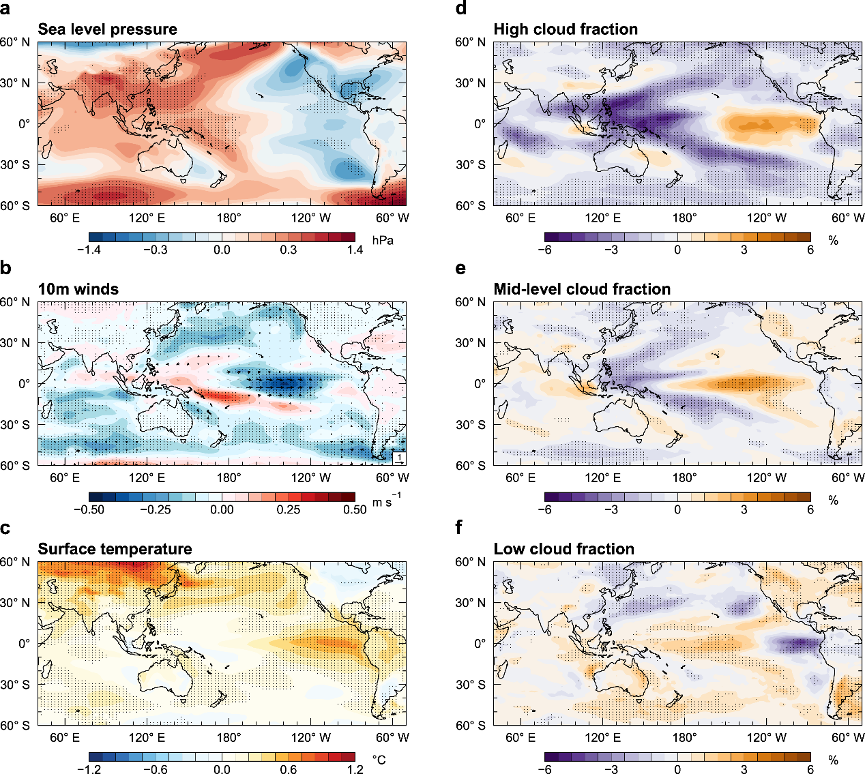 a
Sea level pressure
60° N
30° N
0°
30° S
60° S
60° E 120° E 180° 120° W 60° W
−1.4 −0.3 0.0 0.3 1.4 hPa
b
10m winds
60° N
30° N
0°
30° S
60° S
1
60° E 120° E 180° 120° W 60° W
−0.50 −0.25 0.00 0.25 0.50 m s⁻¹
c
Surface temperature
60° N
30° N
0°
30° S
60° S
60° E 120° E 180° 120° W 60° W
−1.2 −0.6 0.0 0.6 1.2 °C
d
High cloud fraction
60° N
30° N
0°
30° S
60° S
60° E 120° E 180° 120° W 60° W
−6 −3 0 3 6 %
e
Mid-level cloud fraction
60° N
30° N
0°
30° S
60° S
60° E 120° E 180° 120° W 60° W
−6 −3 0 3 6 %
f
Low cloud fraction
60° N
30° N
0°
30° S
60° S
60° E 120° E 180° 120° W 60° W
−6 −3 0 3 6 %